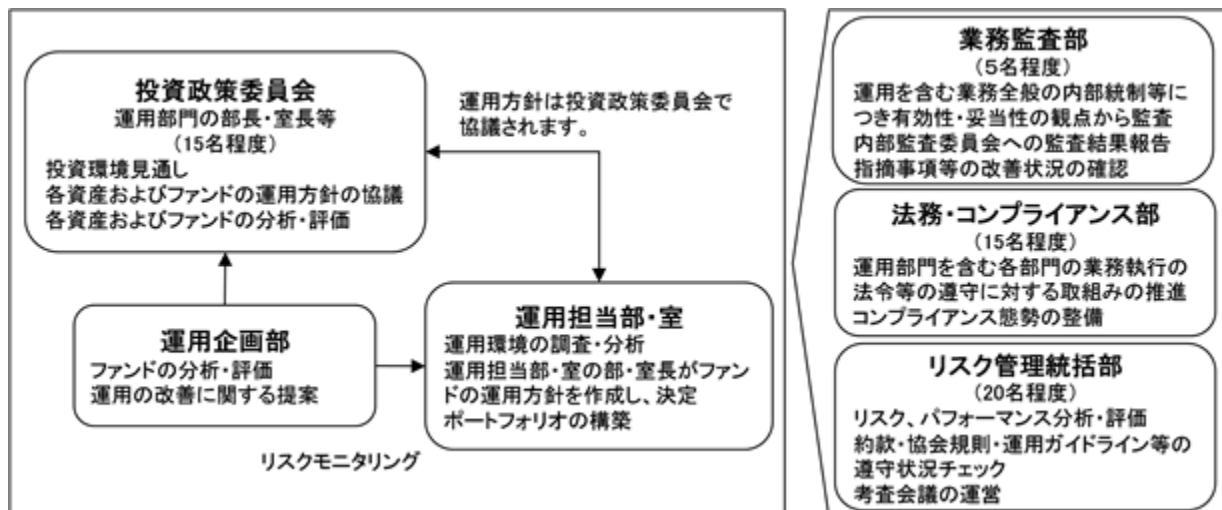 投資政策委員会
運用部門の部長・室長等
(15名程度)
投資環境見通し
各資産およびファンドの運用方針の協議
各資産およびファンドの分析・評価
運用方針は投資政策委員会で
協議されます。
運用企画部
ファンドの分析・評価
運用の改善に関する提案
運用担当部・室
運用環境の調査・分析
運用担当部・室の部・室長がファン
ドの運用方針を作成し、決定
ポートフォリオの構築
リスクモニタリング
業務監査部
(5名程度)
運用を含む業務全般の内部統制等に
つき有効性・妥当性の観点から監査
内部監査委員会への監査結果報告
指摘事項等の改善状況の確認
法務・コンプライアンス部
(15名程度)
運用部門を含む各部門の業務執行の
法令等の遵守に対する取組みの推進
コンプライアンス態勢の整備
リスク管理統括部
(20名程度)
リスク、パフォーマンス分析・評価
約款・協会規則・運用ガイドライン等の
遵守状況チェック
考査会議の運営